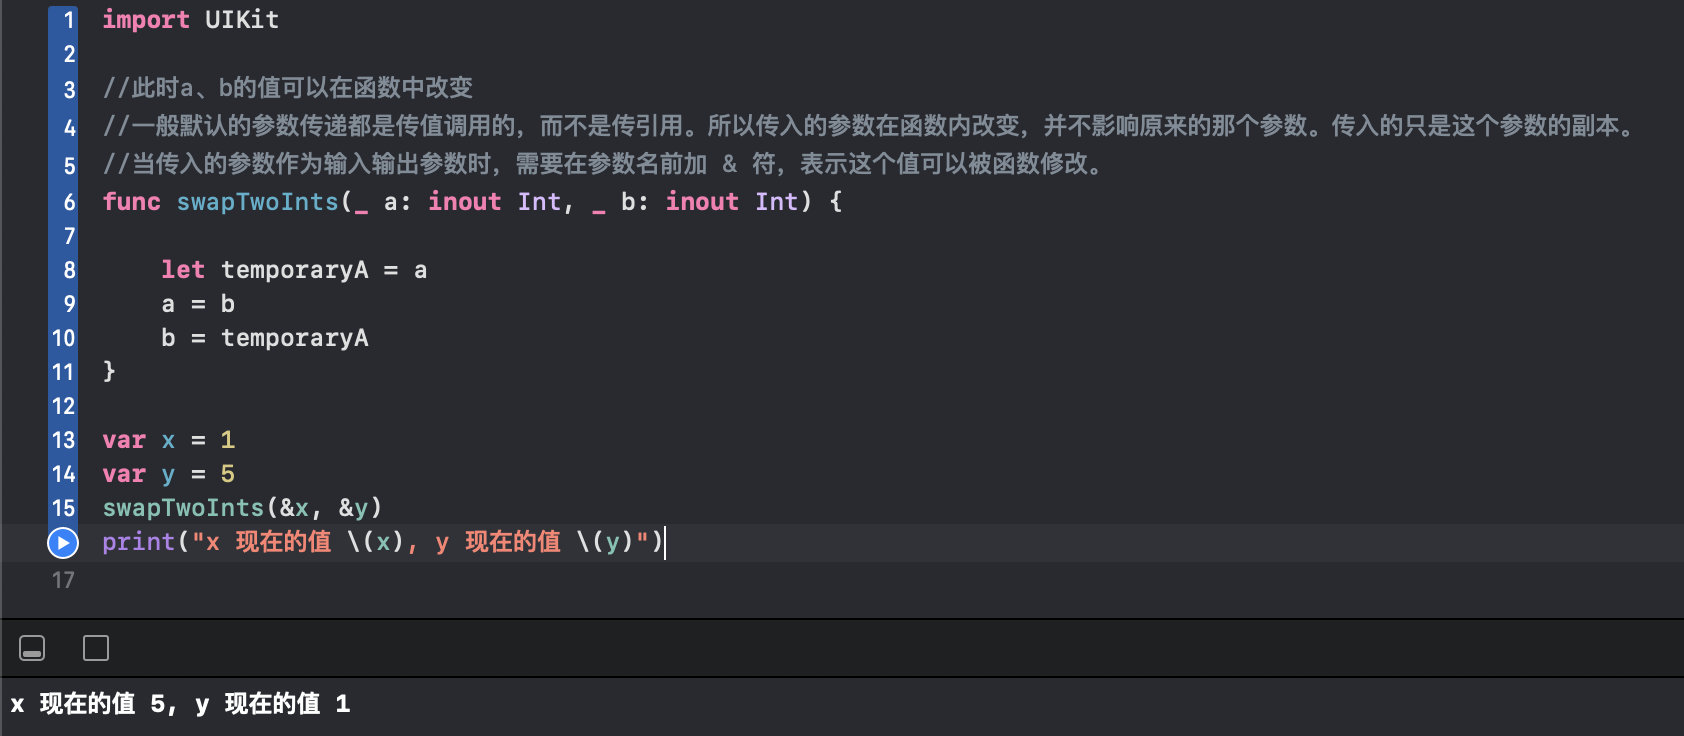 1 import UIKit
2
3 //此时a、b的值可以在函数中改变
4 //一般默认的参数传递都是传值调用的，而不是传引用。所以传入的参数在函数内改变，并不影响原来的那个参数。传入的只是这个参数的副本。
5 //当传入的参数作为输入输出参数时，需要在参数名前加 & 符，表示这个值可以被函数修改。
6 func swapTwoInts(_ a: inout Int, _ b: inout Int) {
7
8     let temporaryA = a
9     a = b
10     b = temporaryA
11 }
12
13 var x = 1
14 var y = 5
15 swapTwoInts(&x, &y)
print("x 现在的值 \(x), y 现在的值 \(y)")
17
x 现在的值 5, y 现在的值 1